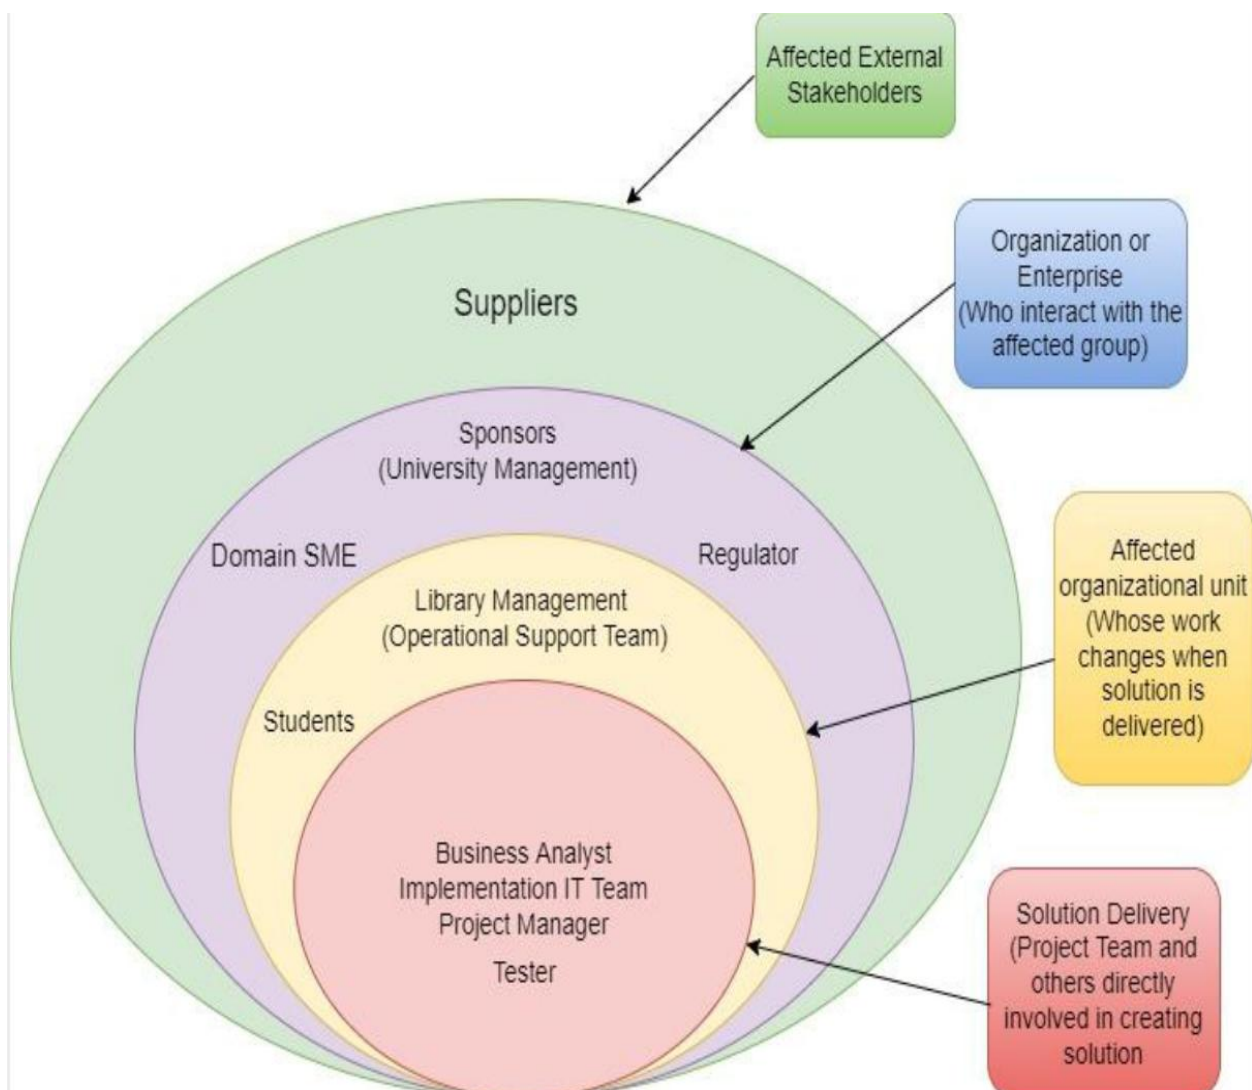 Affected External
Stakeholders
Organization or
Enterprise
(Who interact with the
affected group)
Suppliers
Sponsors
(University Management)
Domain SME
Regulator
Affected
organizational unit
(Whose work
changes when
solution is
delivered)
Library Management
(Operational Support Team)
Students
Business Analyst
Implementation IT Team
Project Manager
Tester
Solution Delivery
(Project Team and
others directly
involved in creating
solution